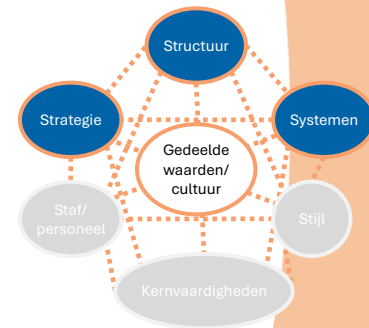 Structuur
Strategie
Systemen
Gedeelde
waarden/
cultuur
Staf/
personeel
Stijl
Kernvaardigheden